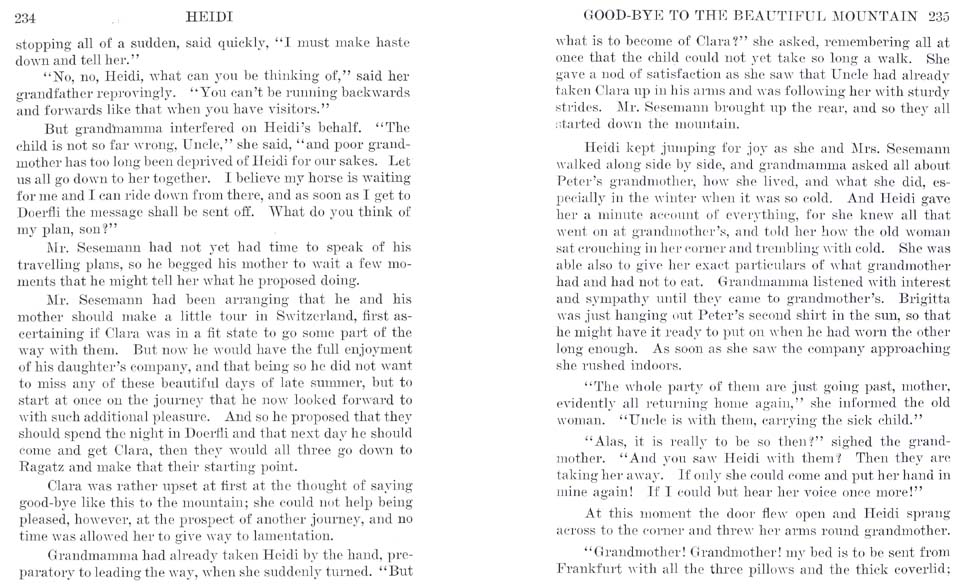 234 HEIDI
stopping all of a sudden, said quickly, “I must make haste
down and tell her.”
“No, no, Heidi, what can you be thinking of,” said her
grandfather reprovingly. “You can’t be running backwards
and forwards like that when you have visitors.”
But grandmamma interfered on Heidi’s behalf. “The
child is not so far wrong, Uncle,” she said, “and poor grand-
mother has too long been deprived of Heidi for our sakes. Let
us all go down to her together. I believe my horse is waiting
for me and I can ride down from there, and as soon as I get to
Doerfli the message shall be sent off. What do you think of
my plan, son?”
Mr. Sesemann had not yet had time to speak of his
travelling plans, so he begged his mother to wait a few mo-
ments that he might tell her what he proposed doing.
Mr. Sesemann had been arranging that he and his
mother should make a little tour in Switzerland, first as-
certaining if Clara was in a fit state to go some part of the
way with them. But now he would have the full enjoyment
of his daughter’s company, and that being so he did not want
to miss any of these beautiful days of late summer, but to
start at once on the journey that he now looked forward to
with such additional pleasure. And so he proposed that they
should spend the night in Doerfli and that next day he should
come and get Clara, then they would all three go down to
Ragatz and make that their starting point.
Clara was rather upset at first at the thought of saying
good-bye like this to the mountain; she could not help being
pleased, however, at the prospect of another journey, and no
time was allowed her to give way to lamentation.
Grandmamma had already taken Heidi by the hand, pre-
paratory to leading the way, when she suddenly turned. “But
GOOD-BYE TO THE BEAUTIFUL MOUNTAIN 235
what is to become of Clara?” she asked, remembering all at
once that the child could not yet take so long a walk. She
gave a nod of satisfaction as she saw that Uncle had already
taken Clara up in his arms and was following her with sturdy
strides. Mr. Sesemann brought up the rear, and so they all
started down the mountain.
Heidi kept jumping for joy as she and Mrs. Sesemann
walked along side by side, and grandmamma asked all about
Peter’s grandmother, how she lived, and what she did, es-
pecially in the winter when it was so cold. And Heidi gave
her a minute account of everything, for she knew all that
went on at grandmother’s, and told her how the old woman
sat crouching in her corner and trembling with cold. She was
able also to give her exact particulars of what grandmother
had and had not to eat. Grandmamma listened with interest
and sympathy until they came to grandmother’s. Brigitta
was just hanging out Peter’s second shirt in the sun, so that
he might have it ready to put on when he had worn the other
long enough. As soon as she saw the company approaching
she rushed indoors.
“The whole party of them are just going past, mother,
evidently all returning home again,” she informed the old
woman. “Uncle is with them, carrying the sick child.”
“Alas, it is really to be so then?” sighed the grand-
mother. “And you saw Heidi with them? Then they are
taking her away. If only she could come and put her hand in
mine again! If I could but hear her voice once more!”
At this moment the door flew open and Heidi sprang
across to the corner and threw her arms round grandmother.
“Grandmother! Grandmother! my bed is to be sent from
Frankfurt with all the three pillows and the thick coverlid;